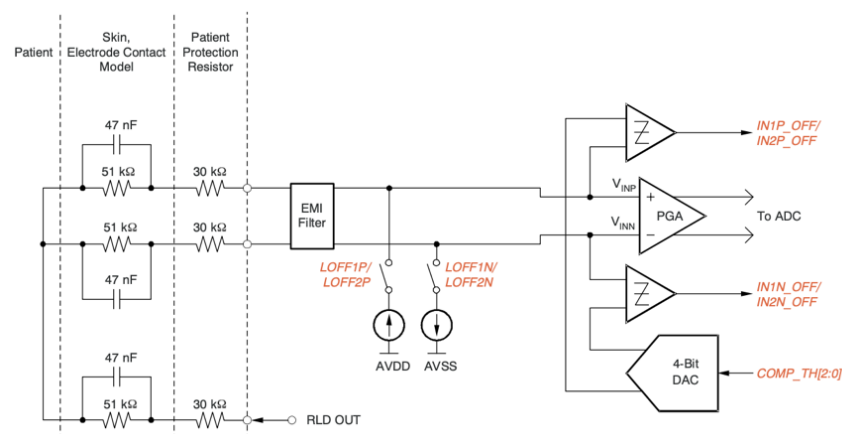 Patient
Skin,
Electrode Contact
Model
Patient
Protection
Resistor
47 nF
51 kΩ
30 kΩ
51 kΩ
30 kΩ
47 nF
47 nF
51 kΩ
30 kΩ
RLD OUT
EMI
Filter
LOFF1P/
LOFF2P
LOFF1N/
LOFF2N
AVDD
AVSS
IN1P_OFF/
IN2P_OFF
VINP
+
PGA
VINN
−
To ADC
IN1N_OFF/
IN2N_OFF
4-Bit
DAC
COMP_TH[2:0]